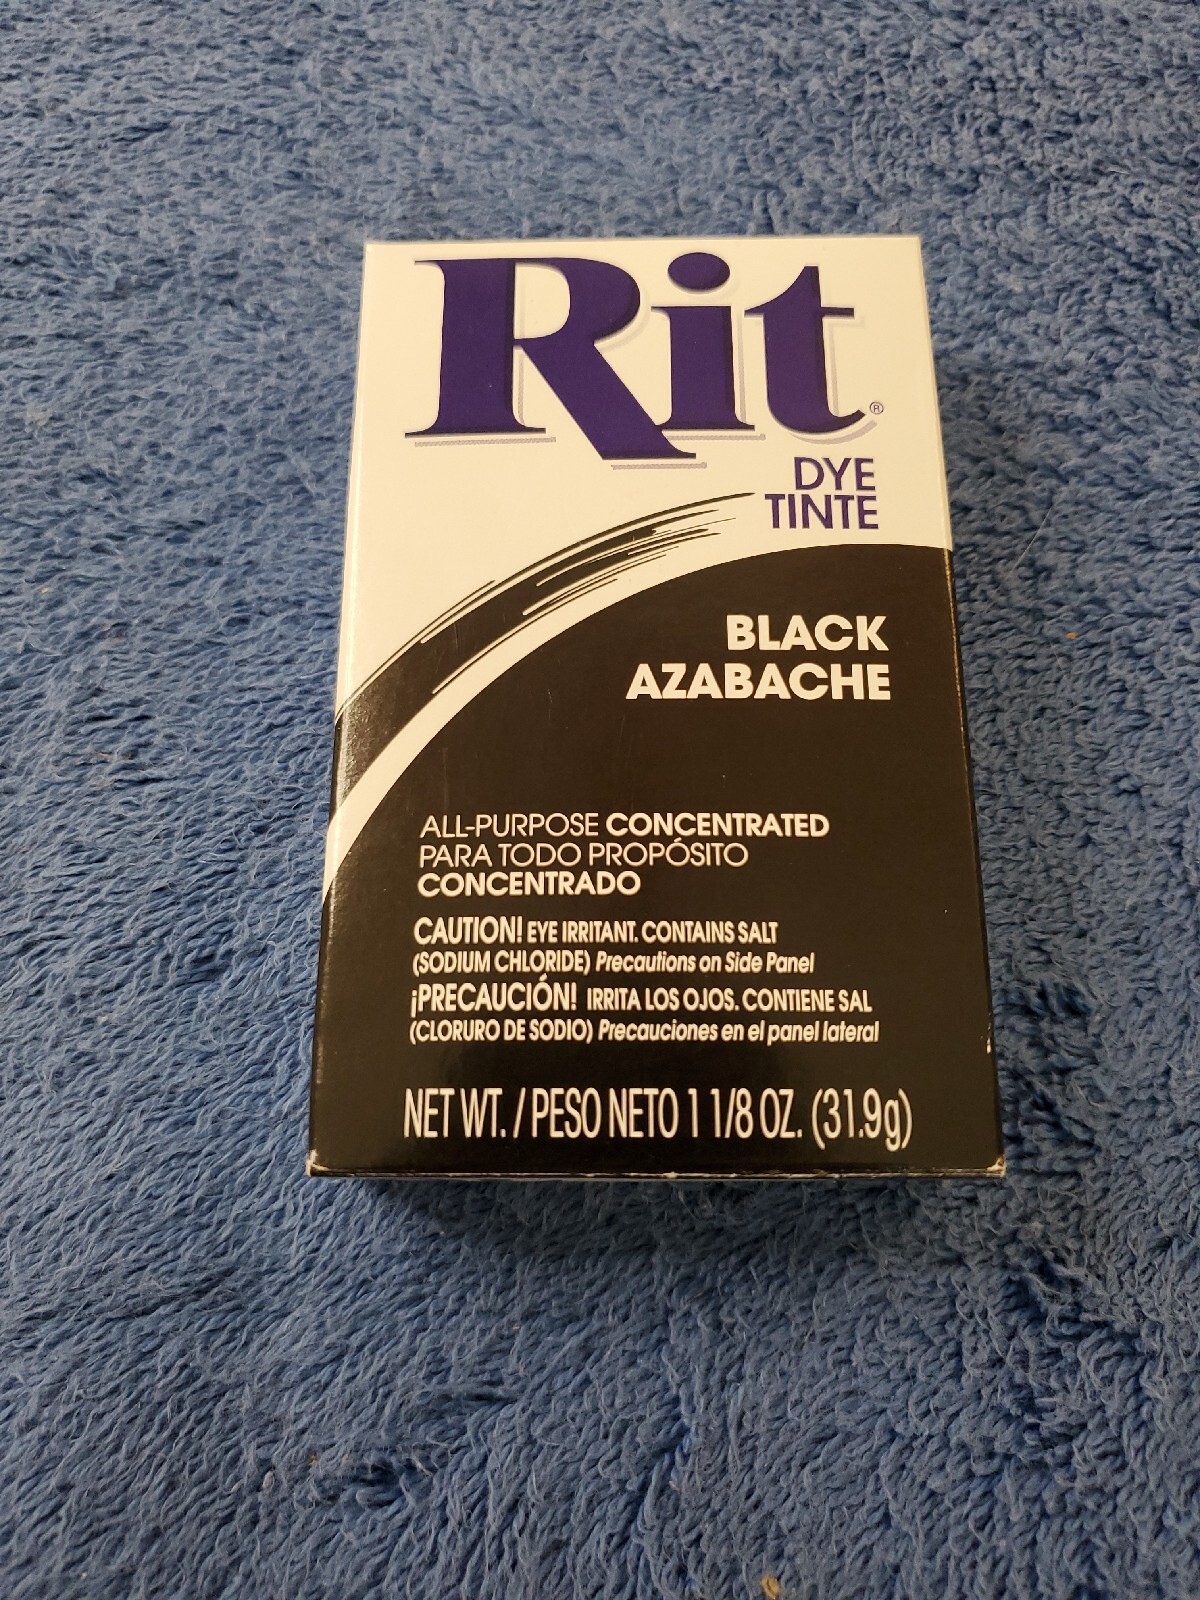 Rit®
DYE
TINTE
BLACK
AZABACHE
ALL-PURPOSE CONCENTRATED
PARA TODO PROPÓSITO
CONCENTRADO
CAUTION! EYE IRRITANT. CONTAINS SALT
(SODIUM CHLORIDE) Precautions on Side Panel
¡PRECAUCIÓN! IRRITA LOS OJOS. CONTIENE SAL
(CLORURO DE SODIO) Precauciones en el panel lateral
NET WT. / PESO NETO 1 1/8 OZ. (31.9g)